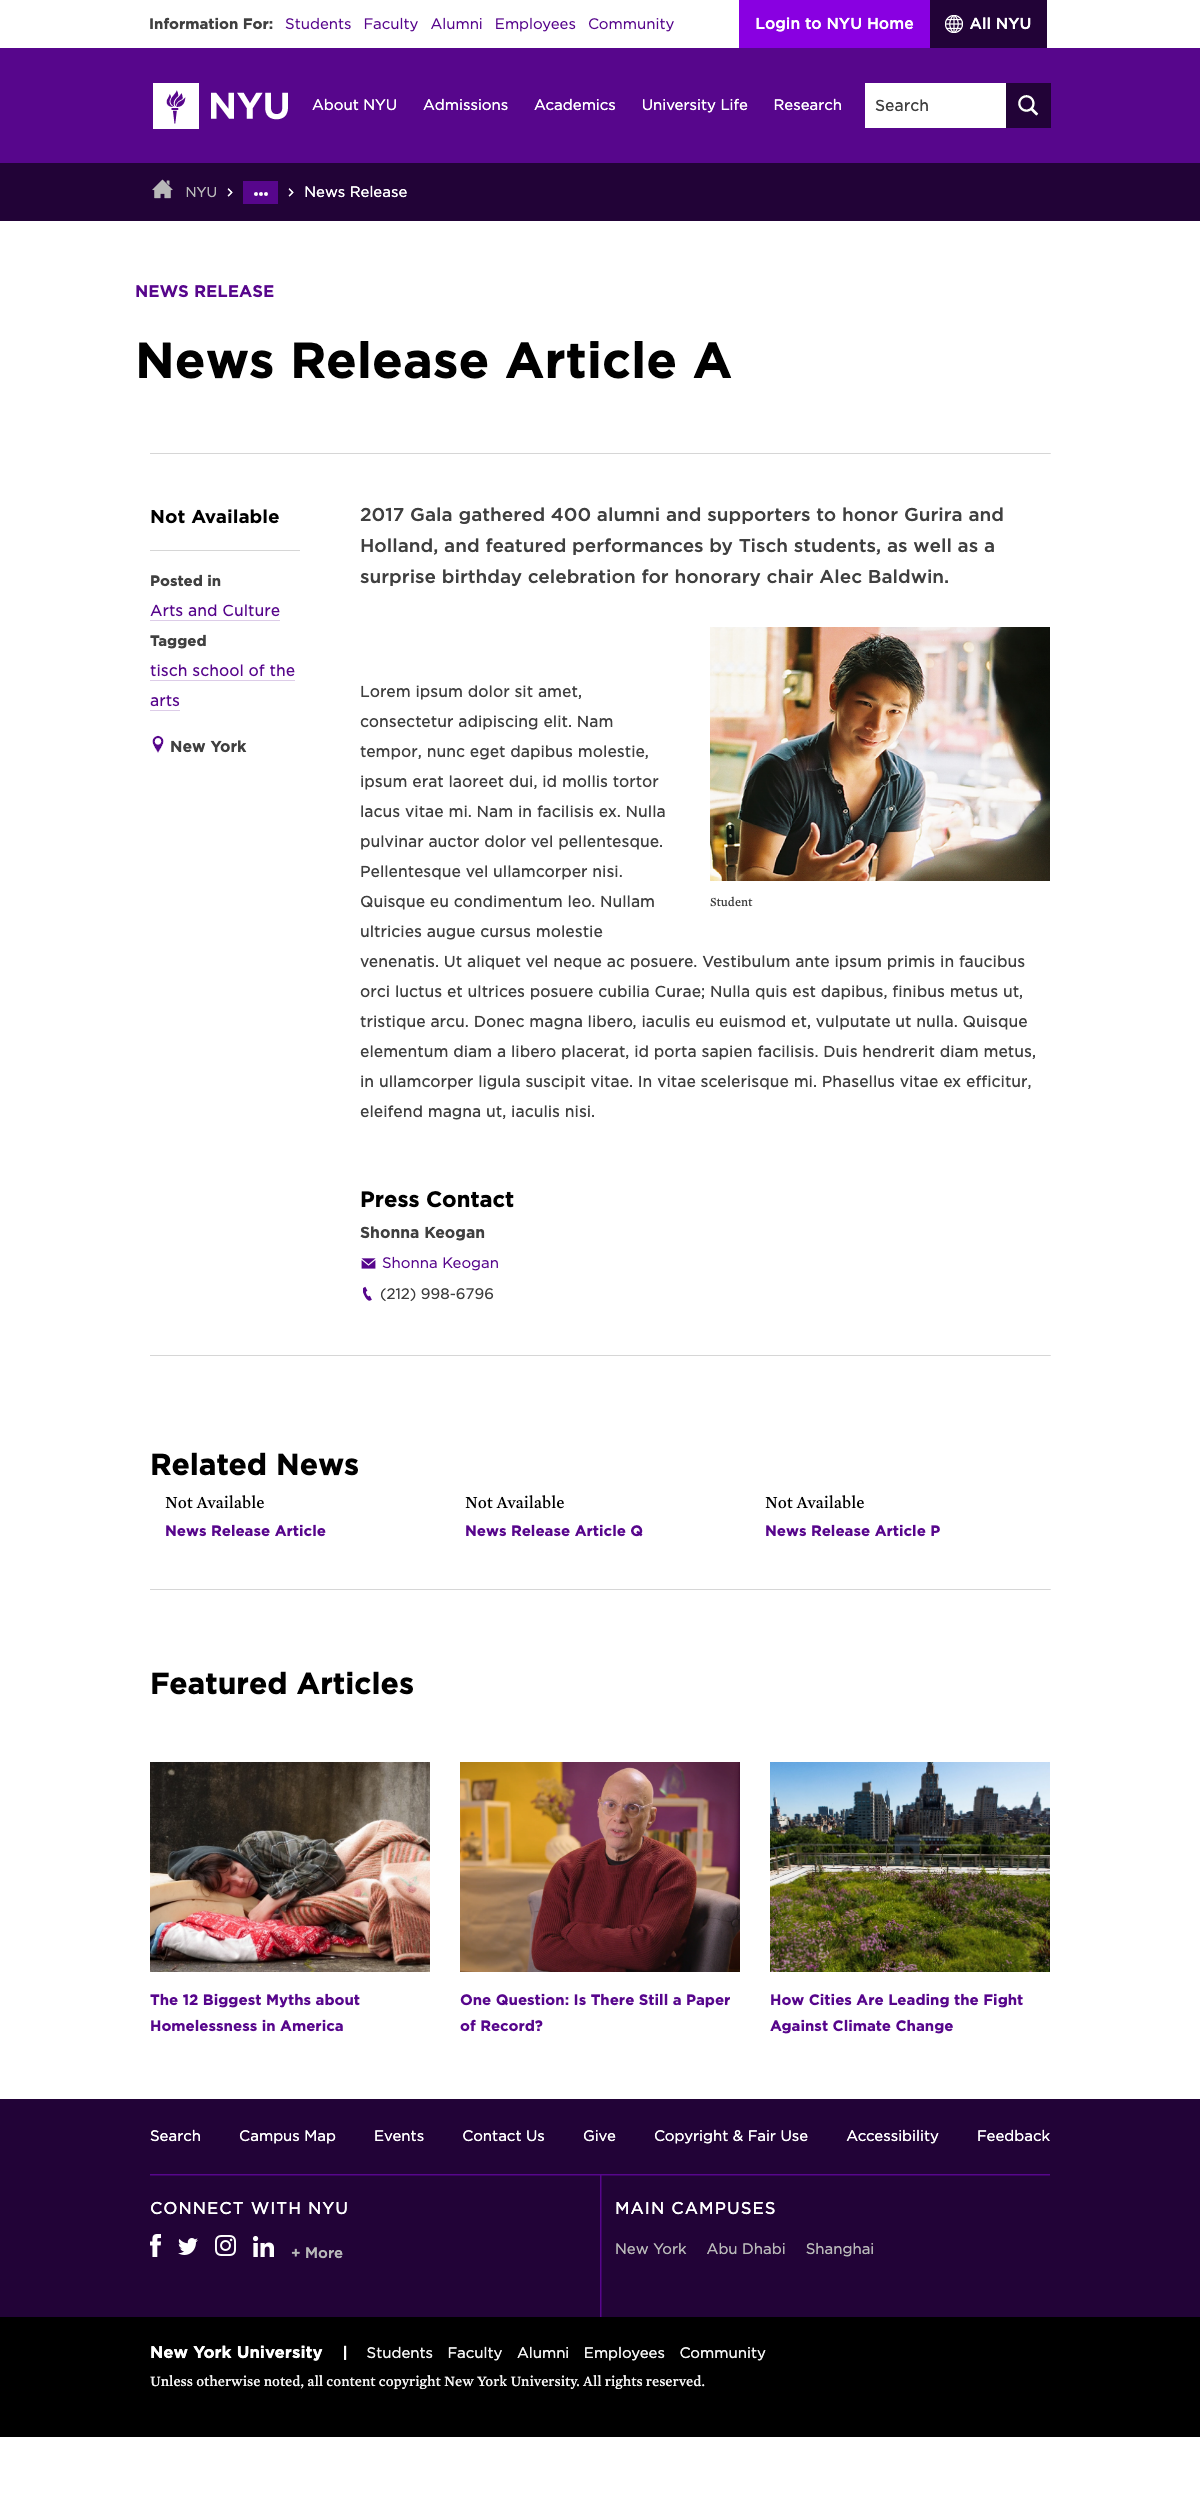 Information For: Students Faculty Alumni Employees Community
Login to NYU Home
All NYU
NYU
About NYU Admissions Academics University Life Research
Search
NYU › ••• › News Release
NEWS RELEASE
News Release Article A
Not Available
Posted in
Arts and Culture
Tagged
tisch school of the
arts
New York
2017 Gala gathered 400 alumni and supporters to honor Gurira and
Holland, and featured performances by Tisch students, as well as a
surprise birthday celebration for honorary chair Alec Baldwin.
Lorem ipsum dolor sit amet,
consectetur adipiscing elit. Nam
tempor, nunc eget dapibus molestie,
ipsum erat laoreet dui, id mollis tortor
lacus vitae mi. Nam in facilisis ex. Nulla
pulvinar auctor dolor vel pellentesque.
Pellentesque vel ullamcorper nisi.
Quisque eu condimentum leo. Nullam
ultricies augue cursus molestie
Student
venenatis. Ut aliquet vel neque ac posuere. Vestibulum ante ipsum primis in faucibus
orci luctus et ultrices posuere cubilia Curae; Nulla quis est dapibus, finibus metus ut,
tristique arcu. Donec magna libero, iaculis eu euismod et, vulputate ut nulla. Quisque
elementum diam a libero placerat, id porta sapien facilisis. Duis hendrerit diam metus,
in ullamcorper ligula suscipit vitae. In vitae scelerisque mi. Phasellus vitae ex efficitur,
eleifend magna ut, iaculis nisi.
Press Contact
Shonna Keogan
Shonna Keogan
(212) 998-6796
Related News
Not Available
News Release Article
Not Available
News Release Article Q
Not Available
News Release Article P
Featured Articles
The 12 Biggest Myths about
Homelessness in America
One Question: Is There Still a Paper
of Record?
How Cities Are Leading the Fight
Against Climate Change
Search Campus Map Events Contact Us Give Copyright & Fair Use Accessibility Feedback
CONNECT WITH NYU
+ More
MAIN CAMPUSES
New York Abu Dhabi Shanghai
New York University | Students Faculty Alumni Employees Community
Unless otherwise noted, all content copyright New York University. All rights reserved.